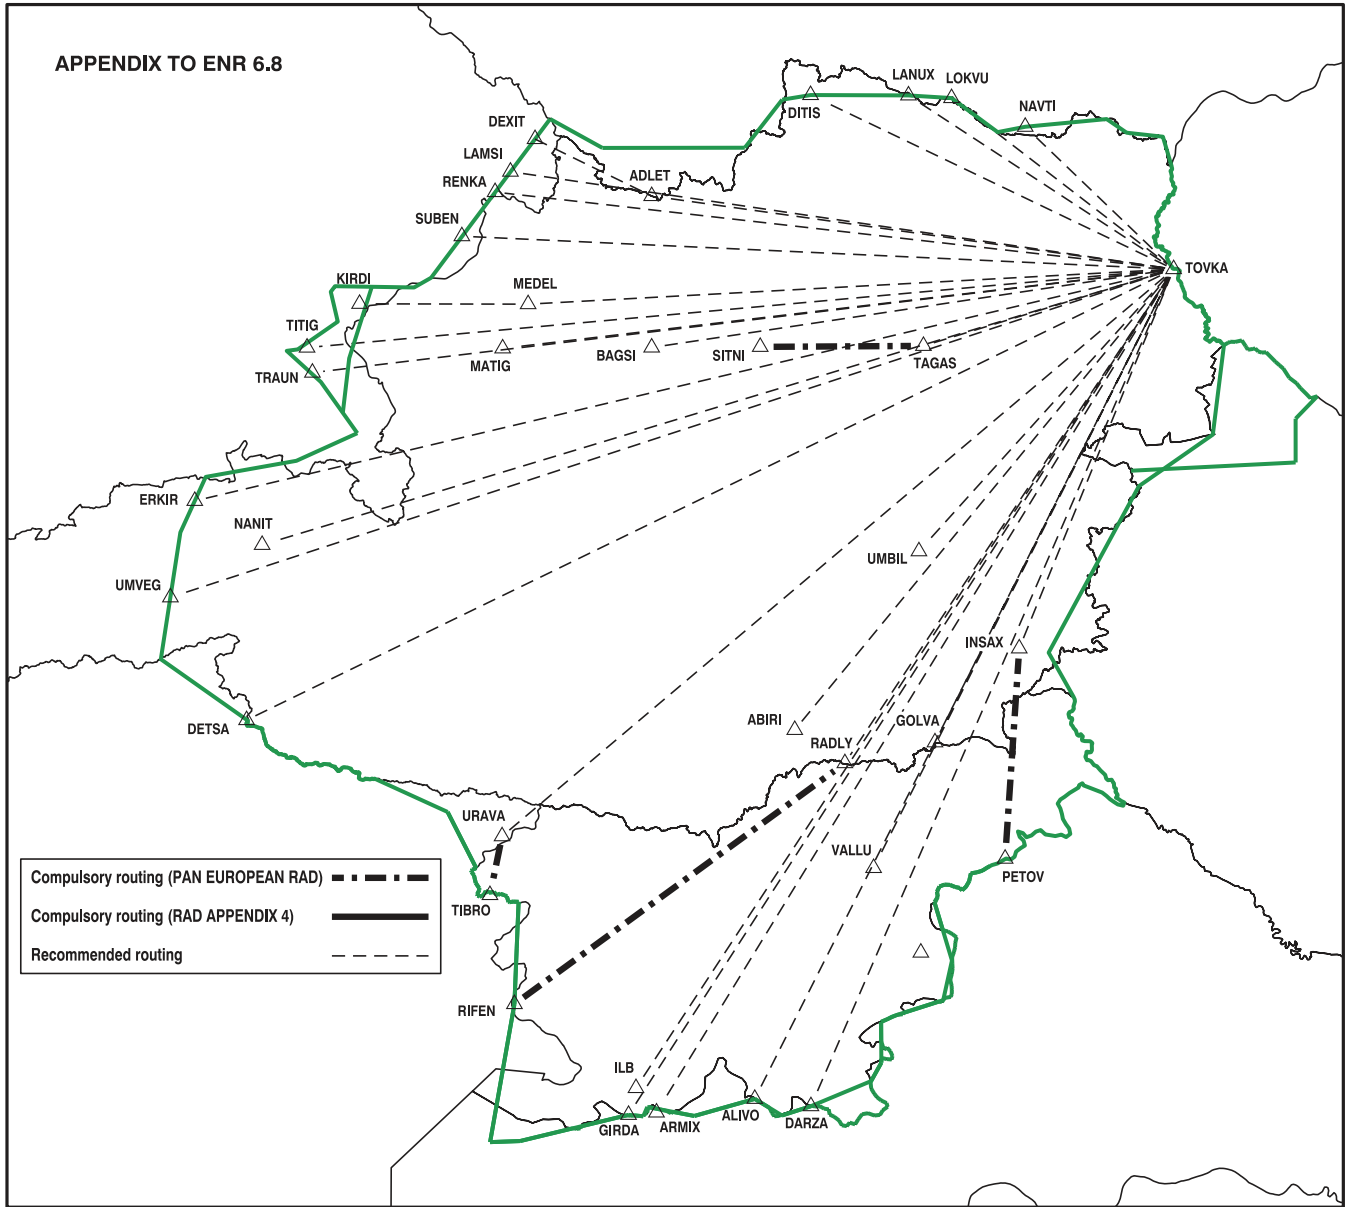 APPENDIX TO ENR 6.8
LANUX
LOKVU
DITIS
NAVTI
DEXIT
LAMSI
RENKA
ADLET
SUBEN
TOVKA
KIRDI
MEDEL
TITIG
TRAUN
MATIG
BAGSI
SITNI
TAGAS
ERKIR
NANIT
UMBIL
UMVEG
INSAX
DETSA
ABIRI
GOLVA
RADLY
URAVA
VALLU
PETOV
Compulsory routing (PAN EUROPEAN RAD)
Compulsory routing (RAD APPENDIX 4)
Recommended routing
TIBRO
RIFEN
ILB
GIRDA
ARMIX
ALIVO
DARZA